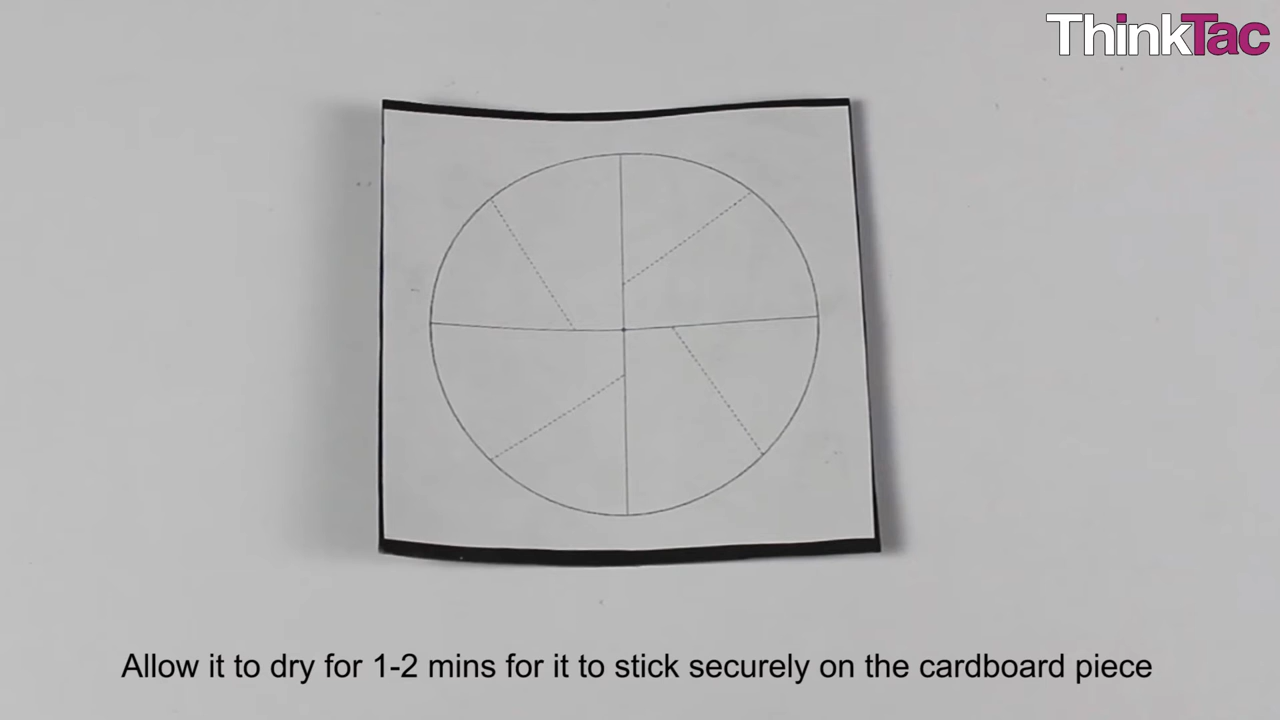 ThinkTac
Allow it to dry for 1-2 mins for it to stick securely on the cardboard piece